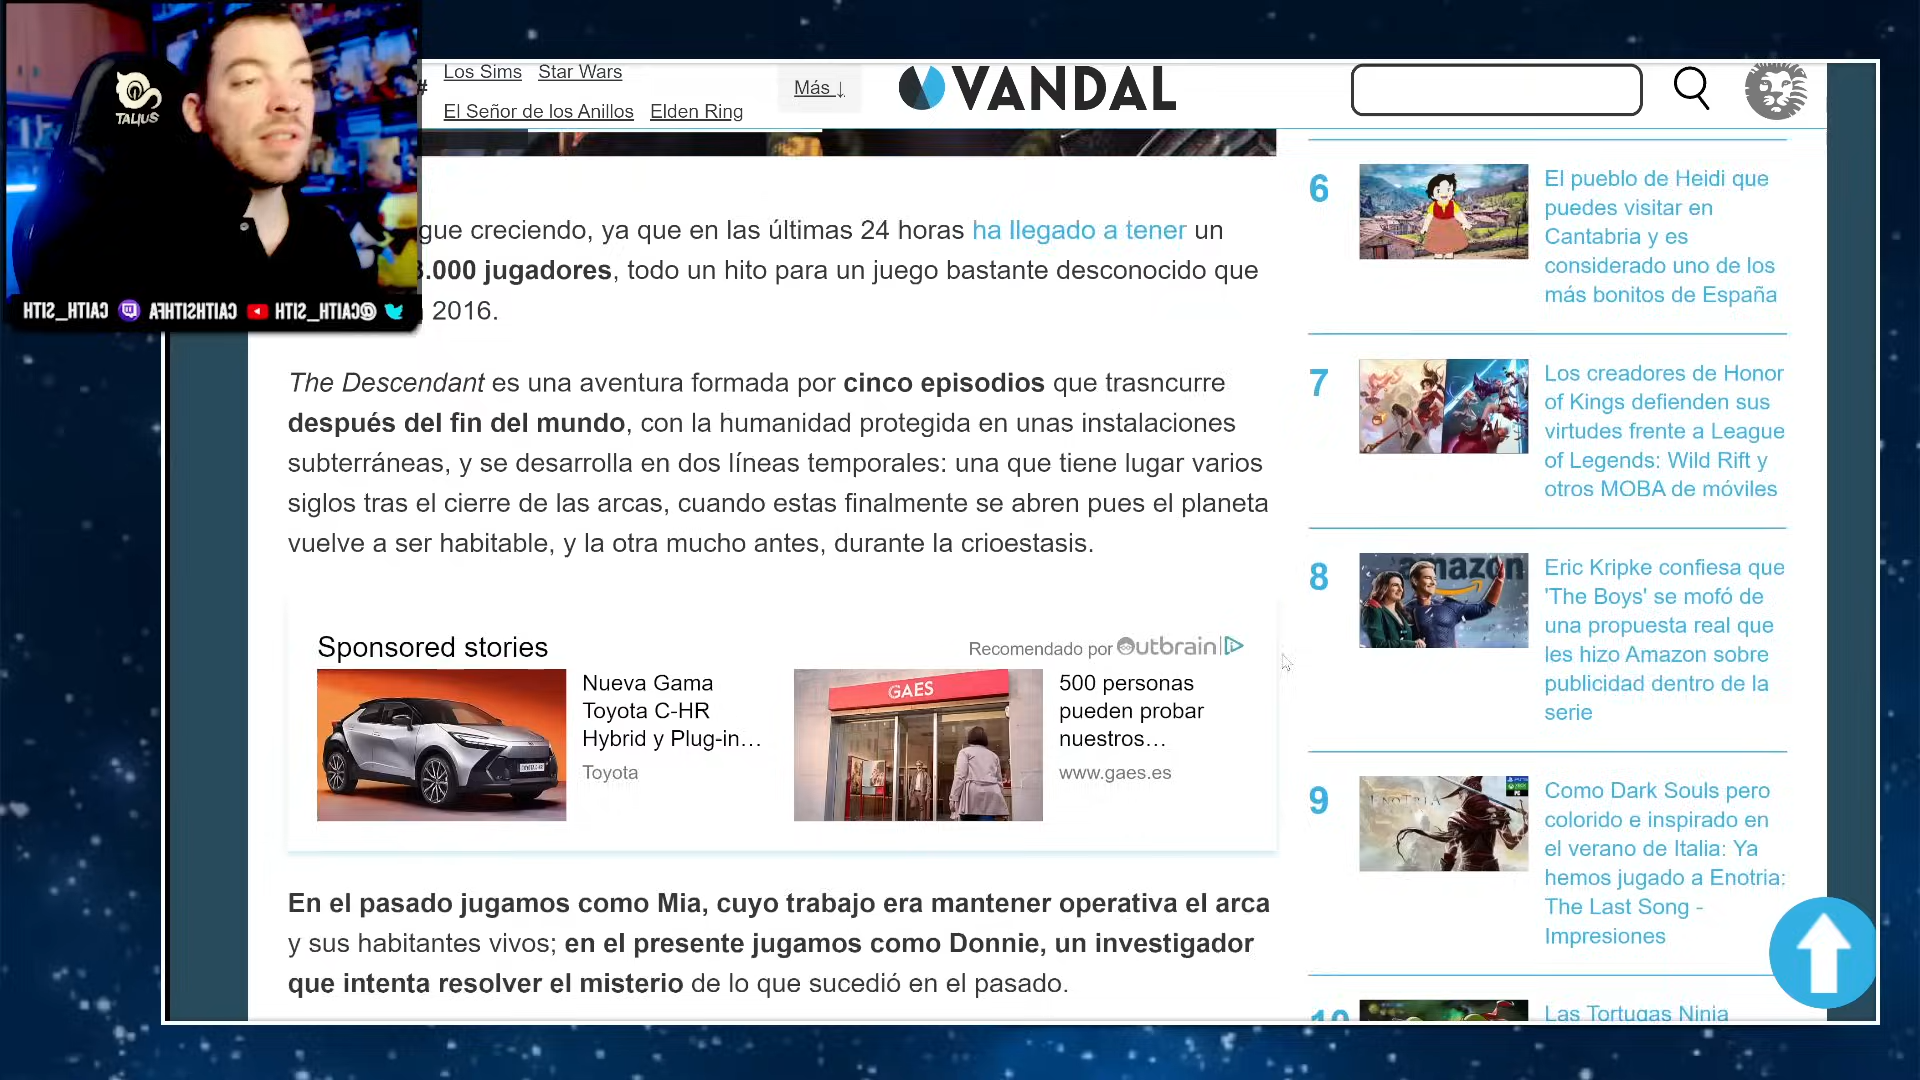 TALIUS
CAITH_SITH
CAITHSITHFA
@CAITH_SITH
#
Los Sims Star Wars
El Señor de los Anillos Elden Ring
Más ↓
VANDAL
gue creciendo, ya que en las últimas 24 horas ha llegado a tener un
.000 jugadores, todo un hito para un juego bastante desconocido que
2016.
The Descendant es una aventura formada por cinco episodios que trasncurre
después del fin del mundo, con la humanidad protegida en unas instalaciones
subterráneas, y se desarrolla en dos líneas temporales: una que tiene lugar varios
siglos tras el cierre de las arcas, cuando estas finalmente se abren pues el planeta
vuelve a ser habitable, y la otra mucho antes, durante la crioestasis.
Sponsored stories
Recomendado por Outbrain
Nueva Gama
Toyota C-HR
Hybrid y Plug-in...
Toyota
GAES
500 personas
pueden probar
nuestros...
www.gaes.es
En el pasado jugamos como Mia, cuyo trabajo era mantener operativa el arca
y sus habitantes vivos; en el presente jugamos como Donnie, un investigador
que intenta resolver el misterio de lo que sucedió en el pasado.
6
El pueblo de Heidi que
puedes visitar en
Cantabria y es
considerado uno de los
más bonitos de España
7
Los creadores de Honor
of Kings defienden sus
virtudes frente a League
of Legends: Wild Rift y
otros MOBA de móviles
8
amazon
Eric Kripke confiesa que
'The Boys' se mofó de
una propuesta real que
les hizo Amazon sobre
publicidad dentro de la
serie
9
ENOTRIA
Como Dark Souls pero
colorido e inspirado en
el verano de Italia: Ya
hemos jugado a Enotria:
The Last Song -
Impresiones
10
Las Tortugas Ninja